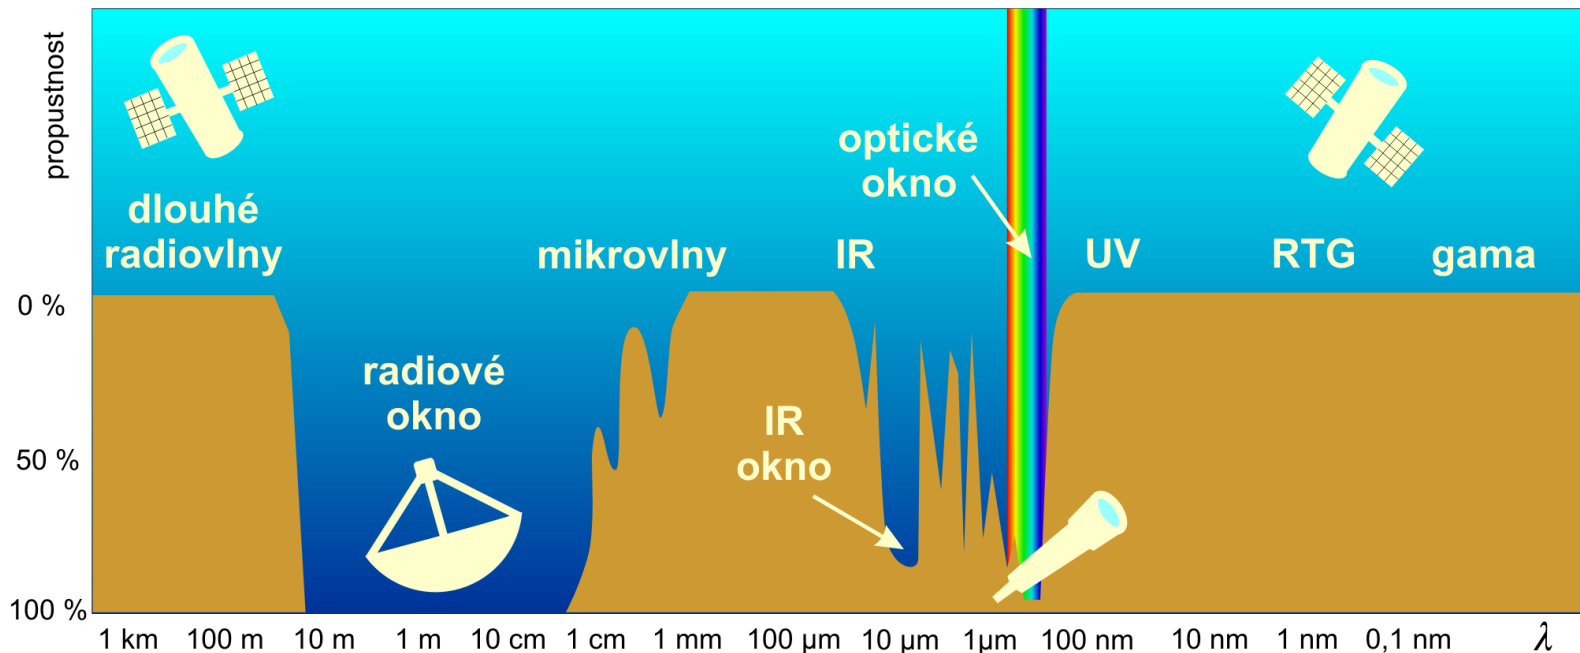 propustnost
dlouhé
radiovlny
mikrovlny
IR
optické
okno
UV
RTG
gama
0 %
radiové
okno
IR
okno
50 %
100 %
1 km 100 m 10 m 1 m 10 cm 1 cm 1 mm 100 µm 10 µm 1µm 100 nm 10 nm 1 nm 0,1 nm λ